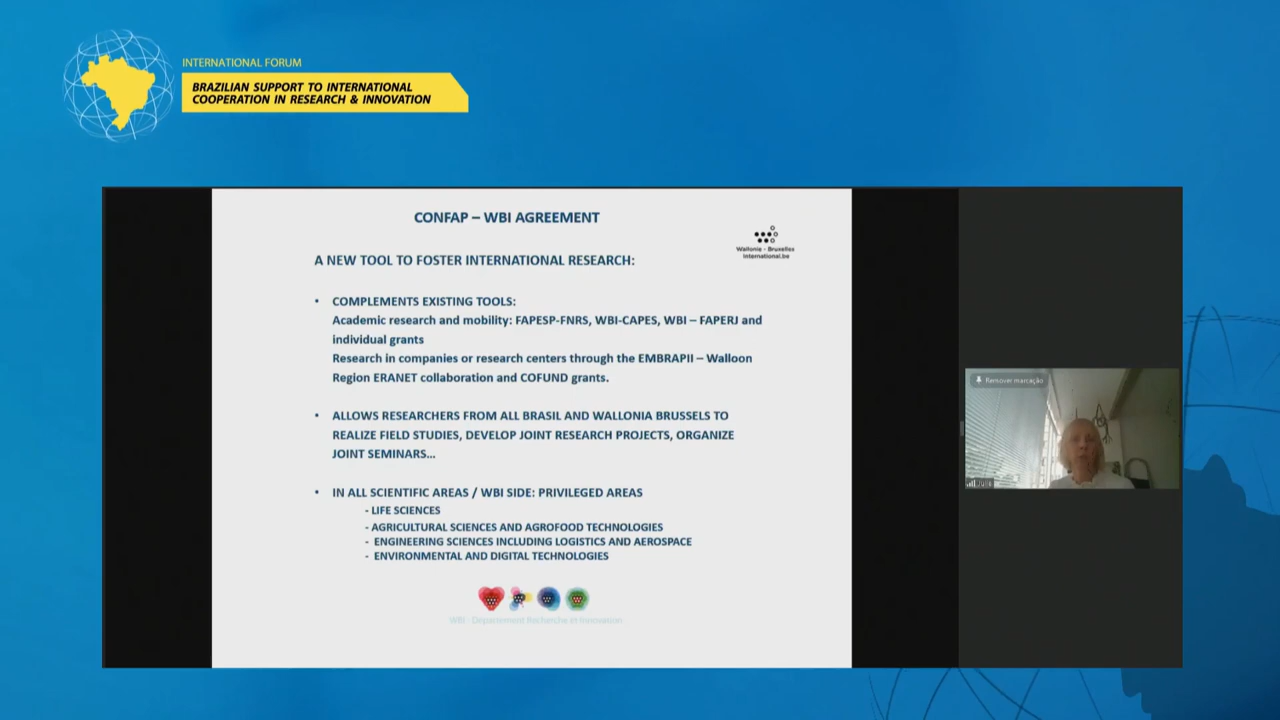 INTERNATIONAL FORUM
BRAZILIAN SUPPORT TO INTERNATIONAL
COOPERATION IN RESEARCH & INNOVATION
CONFAP – WBI AGREEMENT
Wallonie - Bruxelles
International.be
A NEW TOOL TO FOSTER INTERNATIONAL RESEARCH:
• COMPLEMENTS EXISTING TOOLS:
Academic research and mobility: FAPESP-FNRS, WBI-CAPES, WBI – FAPERJ and
individual grants
Research in companies or research centers through the EMBRAPII – Walloon
Region ERANET collaboration and COFUND grants.
• ALLOWS RESEARCHERS FROM ALL BRASIL AND WALLONIA BRUSSELS TO
REALIZE FIELD STUDIES, DEVELOP JOINT RESEARCH PROJECTS, ORGANIZE
JOINT SEMINARS...
• IN ALL SCIENTIFIC AREAS / WBI SIDE: PRIVILEGED AREAS
- LIFE SCIENCES
- AGRICULTURAL SCIENCES AND AGROFOOD TECHNOLOGIES
- ENGINEERING SCIENCES INCLUDING LOGISTICS AND AEROSPACE
- ENVIRONMENTAL AND DIGITAL TECHNOLOGIES
WBI - Département Recherche et Innovation
Remover marcação